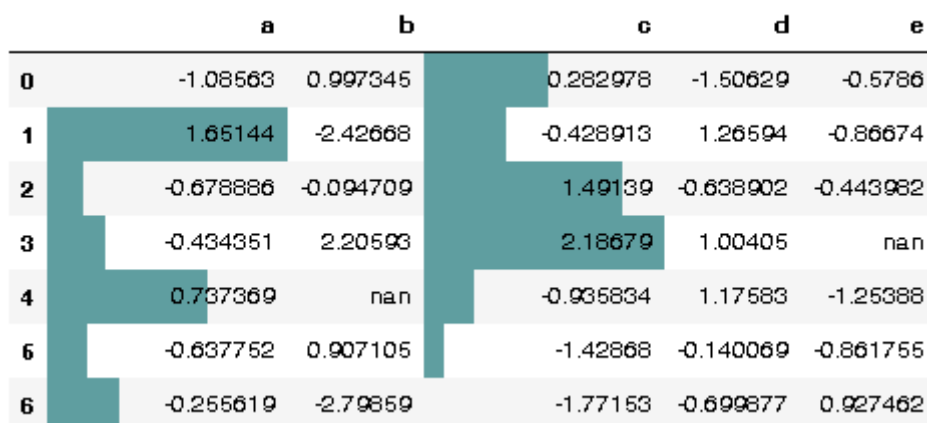 a b c d e
0 -1.08563 0.997345 0.282978 -1.50629 -0.5786
1 1.65144 -2.42668 -0.428913 1.26594 -0.86674
2 -0.678886 -0.094709 1.49139 -0.638902 -0.443982
3 -0.434351 2.20593 2.18679 1.00405 nan
4 0.737369 nan -0.935834 1.17583 -1.25388
5 -0.637752 0.907105 -1.42868 -0.140069 -0.861755
6 -0.255619 -2.79859 -1.77153 -0.699877 0.927462